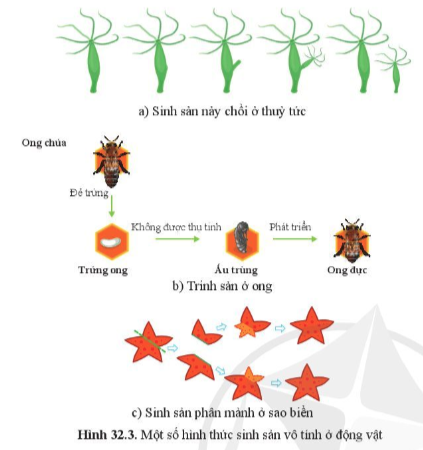 a) Sinh sản nảy chồi ở thuỷ tức
Ong chúa
Đẻ trứng
Không được thụ tinh
Phát triển
Trứng ong
Ấu trùng
Ong đực
b) Trinh sản ở ong
c) Sinh sản phân mảnh ở sao biển
Hình 32.3. Một số hình thức sinh sản vô tính ở động vật